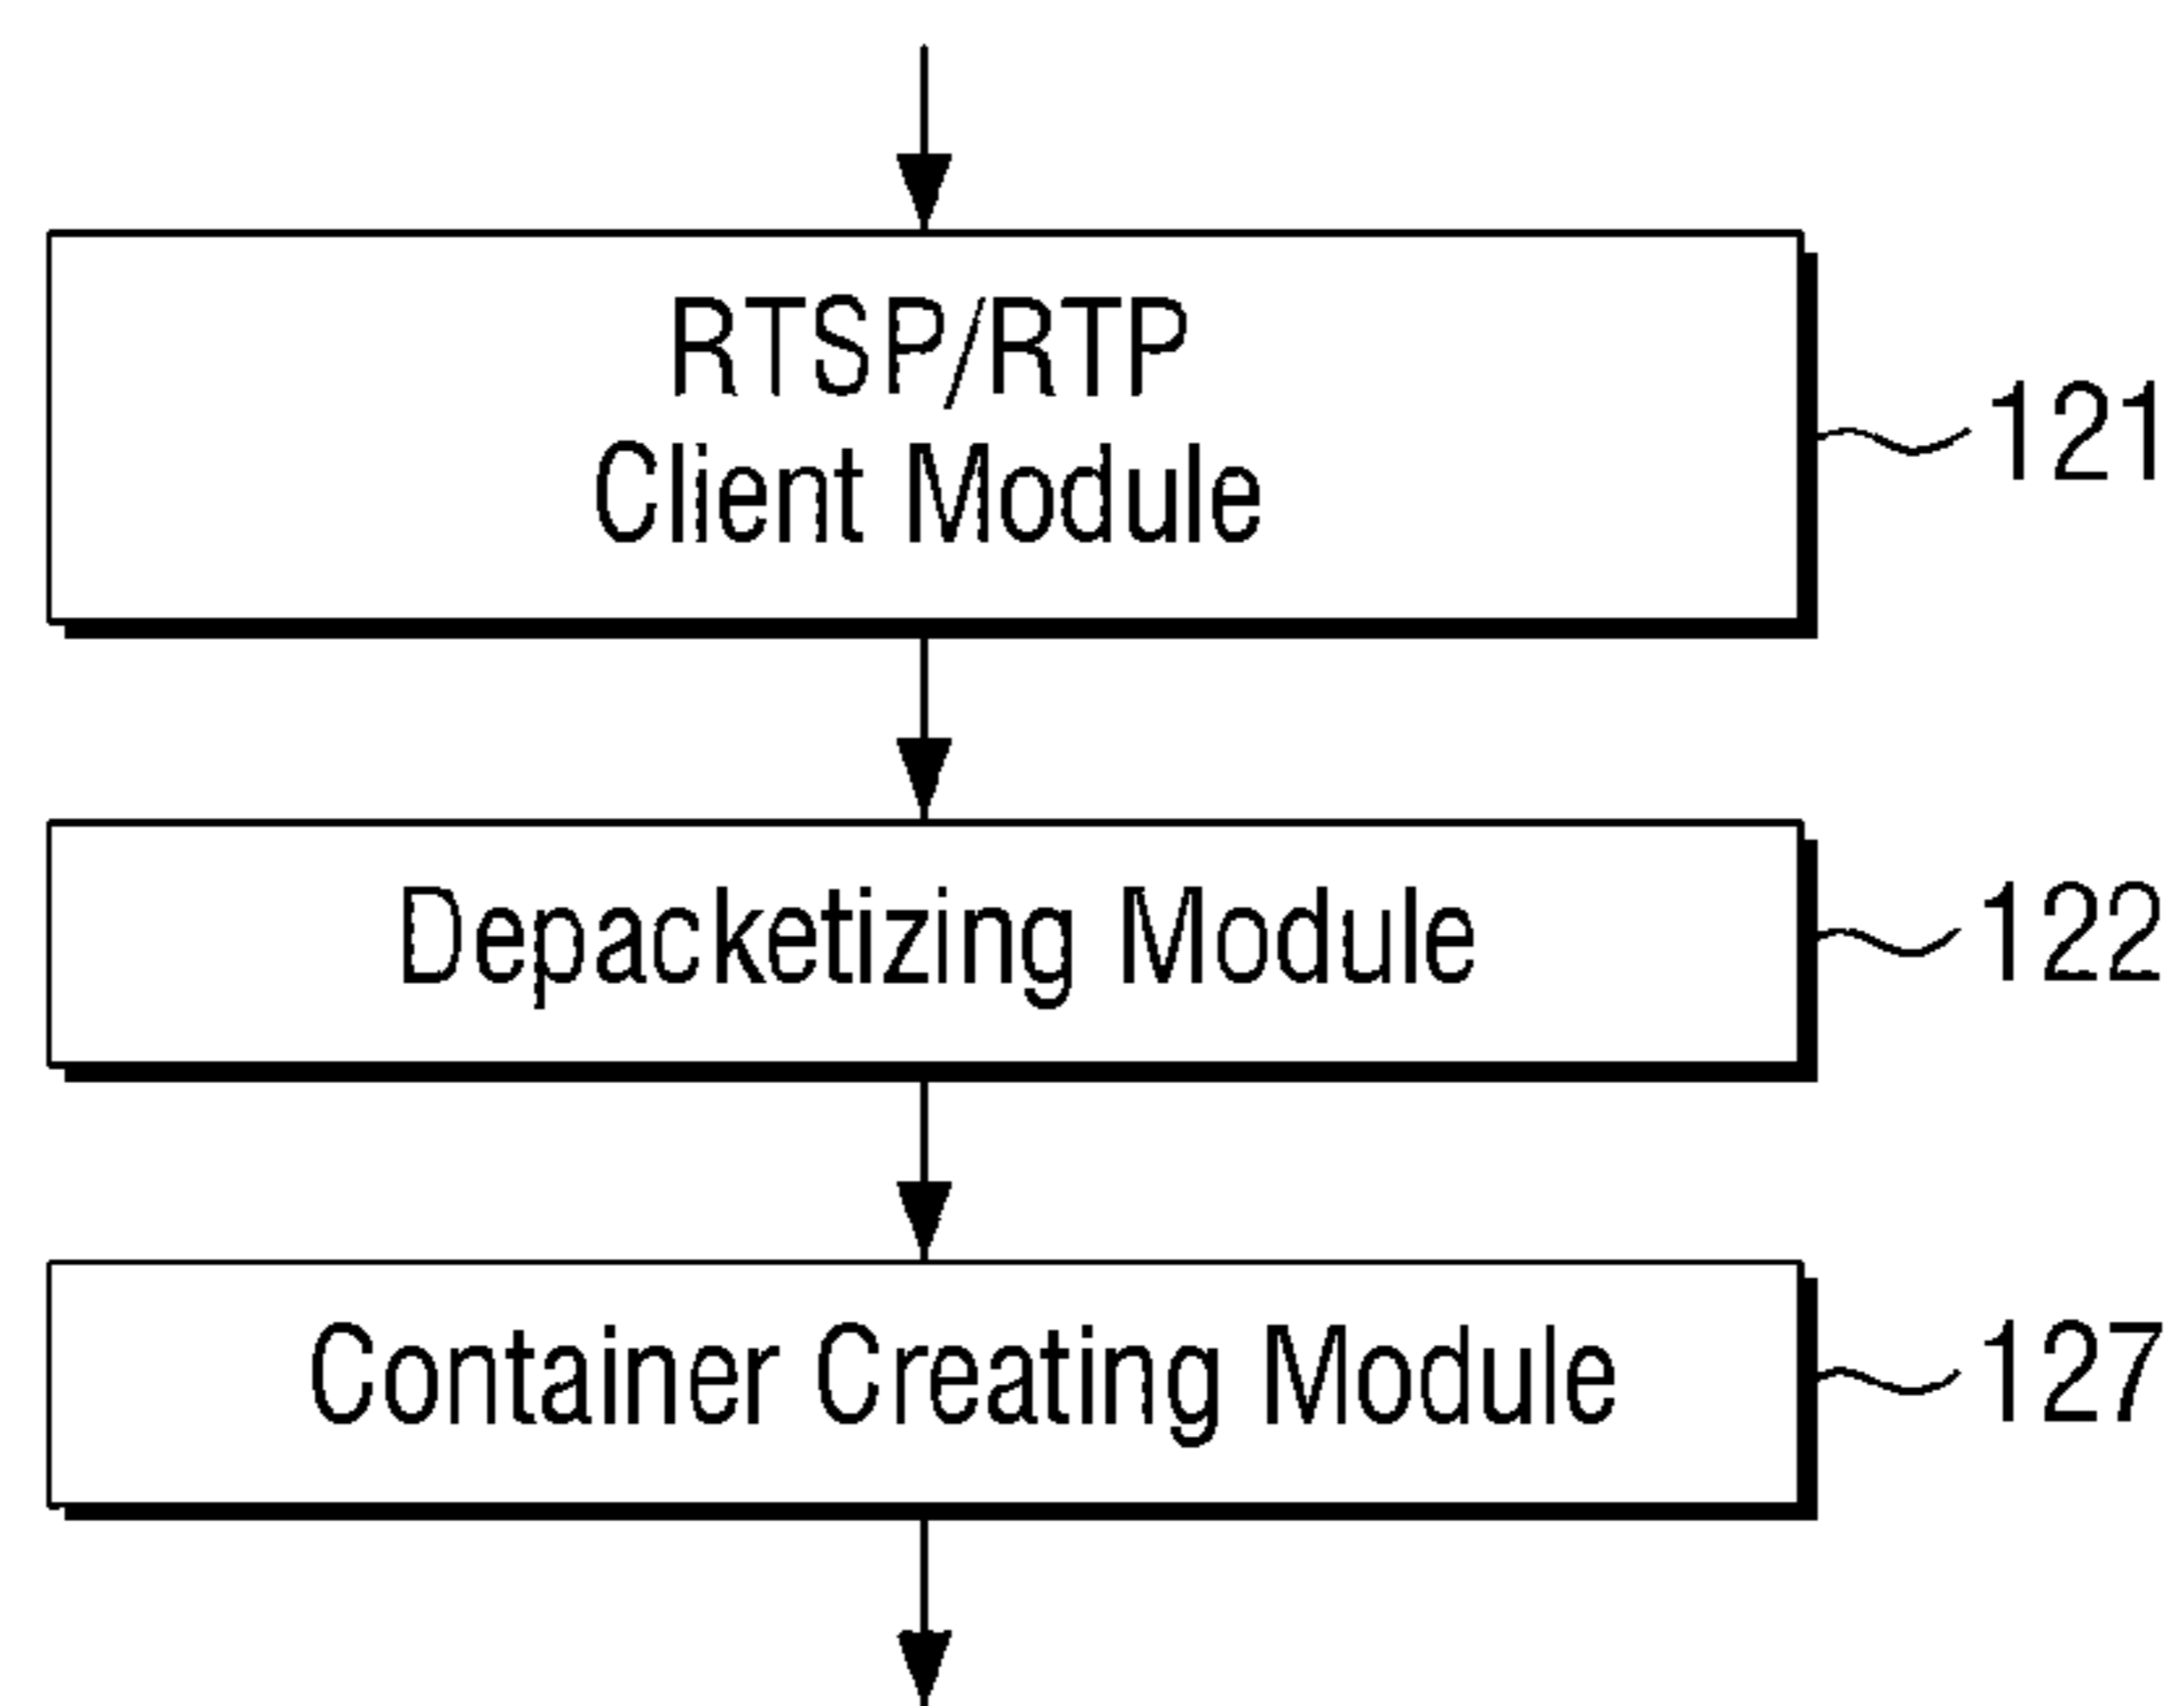 RTSP/RTP
Client Module
121
Depacketizing Module
122
Container Creating Module
127